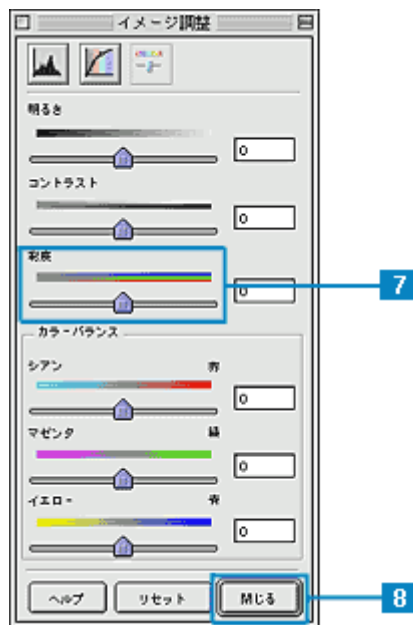 イメージ調整
明るさ
0
コントラスト
0
彩度
0
7
カラーバランス
シアン 赤
0
マゼンタ 緑
0
イエロー 青
0
ヘルプ リセット 閉じる
8